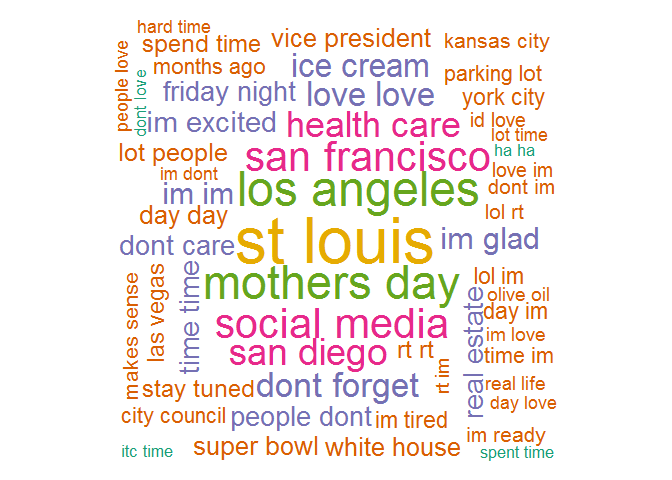 hard time
spend time
vice president
kansas city
months ago
ice cream
parking lot
people love
dont love
friday night
love love
york city
im excited
health care
id love
lot time
lot people
san francisco
ha ha
im dont
love im
im im
los angeles
dont im
day day
lol rt
dont care
st louis
im glad
makes sense
las vegas
time time
mothers day
lol im
olive oil
real estate
day im
social media
im love
san diego
rt rt
time im
rt im
stay tuned
dont forget
real life
day love
city council
people dont
im tired
im ready
itc time
super bowl
white house
spent time